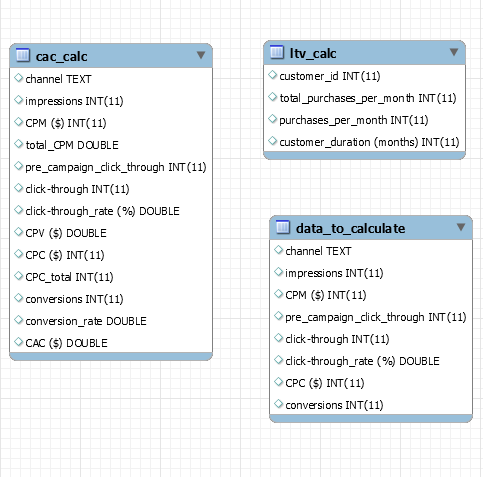 cac_calc
channel TEXT
impressions INT(11)
CPM ($) INT(11)
total_CPM DOUBLE
pre_campaign_click_through INT(11)
click-through INT(11)
click-through_rate (%) DOUBLE
CPV ($) DOUBLE
CPC ($) INT(11)
CPC_total INT(11)
conversions INT(11)
conversion_rate DOUBLE
CAC ($) DOUBLE
ltv_calc
customer_id INT(11)
total_purchases_per_month INT(11)
purchases_per_month INT(11)
customer_duration (months) INT(11)
data_to_calculate
channel TEXT
impressions INT(11)
CPM ($) INT(11)
pre_campaign_click_through INT(11)
click-through INT(11)
click-through_rate (%) DOUBLE
CPC ($) INT(11)
conversions INT(11)